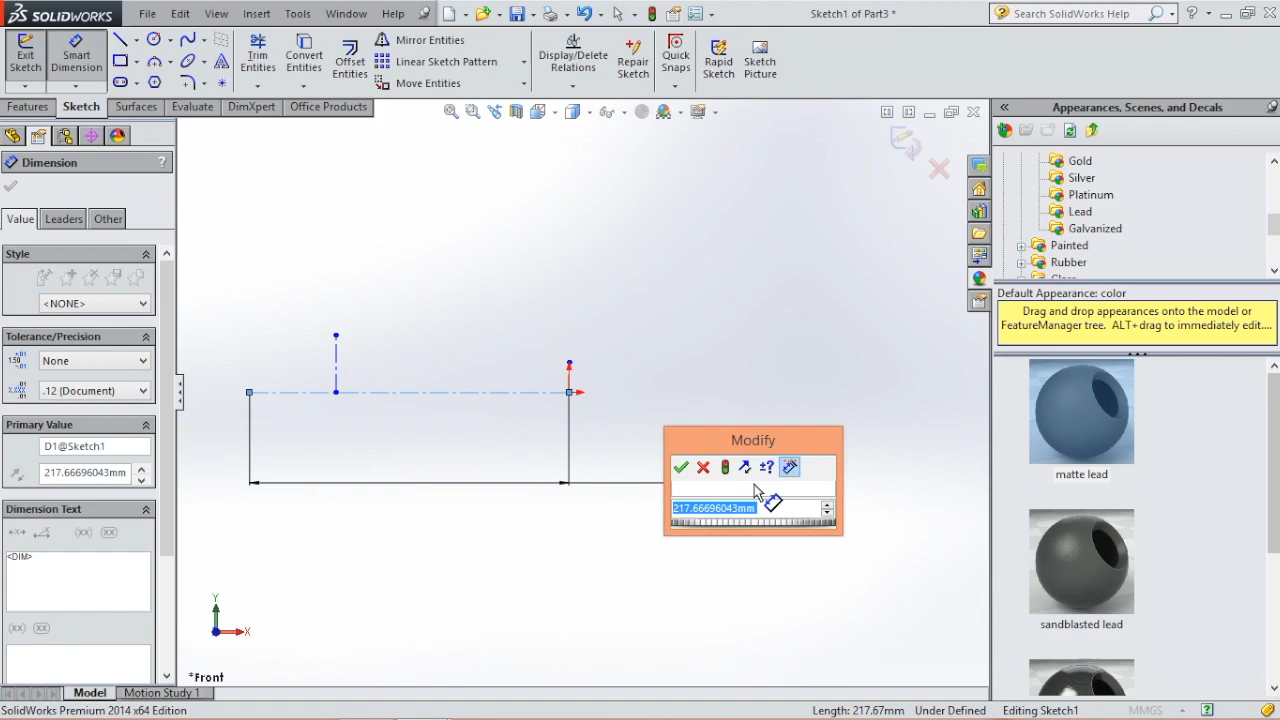 SOLIDWORKS
File Edit View Insert Tools Window Help
Sketch1 of Part3 *
Search SolidWorks Help
Exit Sketch
Smart Dimension
Trim Entities
Convert Entities
Offset Entities
Mirror Entities
Linear Sketch Pattern
Move Entities
Display/Delete Relations
Repair Sketch
Quick Snaps
Rapid Sketch
Sketch Picture
Features Sketch Surfaces Evaluate DimXpert Office Products
Appearances, Scenes, and Decals
Dimension ?
Value Leaders Other
Style
<NONE>
Tolerance/Precision
None
.12 (Document)
Primary Value
D1@Sketch1
217.66696043mm
Dimension Text
<DIM>
Modify
217.66696043mm
Y
X
*Front
Gold
Silver
Platinum
Lead
Galvanized
Painted
Rubber
Default Appearance: color
Drag and drop appearances onto the model or
FeatureManager tree. ALT+drag to immediately edit....
matte lead
sandblasted lead
Model Motion Study 1
SolidWorks Premium 2014 x64 Edition
Length: 217.67mm Under Defined Editing Sketch1 MMGS